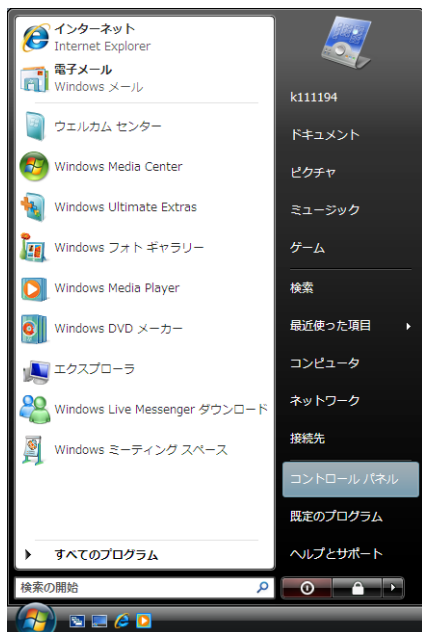 インターネット
Internet Explorer
電子メール
Windows メール
ウェルカム センター
Windows Media Center
Windows Ultimate Extras
Windows フォト ギャラリー
Windows Media Player
Windows DVD メーカー
エクスプローラ
Windows Live Messenger ダウンロード
Windows ミーティング スペース
すべてのプログラム
検索の開始
k111194
ドキュメント
ピクチャ
ミュージック
ゲーム
検索
最近使った項目
コンピュータ
ネットワーク
接続先
コントロール パネル
既定のプログラム
ヘルプとサポート